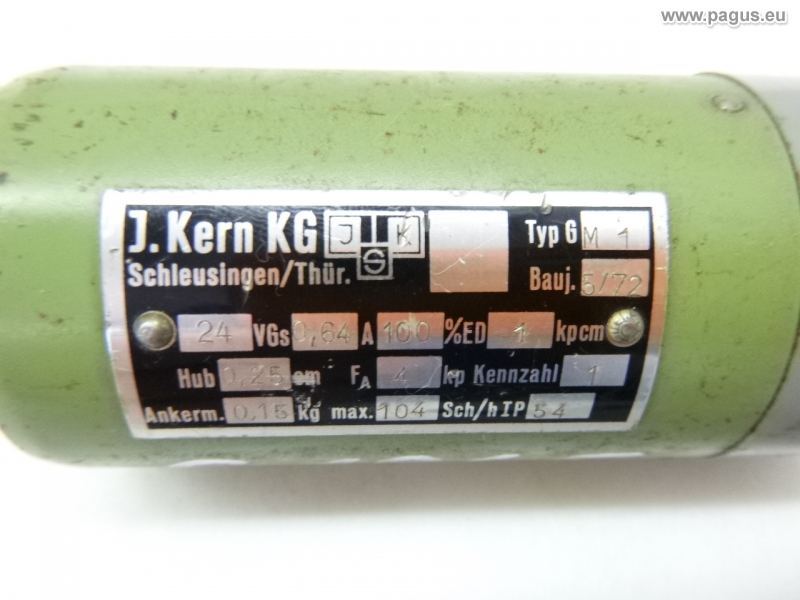 www.pagus.eu
J. Kern KG J K S Typ G M 1
Schleusingen/Thür. Bauj. 5/72
24 VGs 0,64 A 100 %ED 1 kpcm
Hub 0,25 cm FA 4 kp Kennzahl 1
Ankerm. 0,15 kg max. 104 Sch/h IP 54